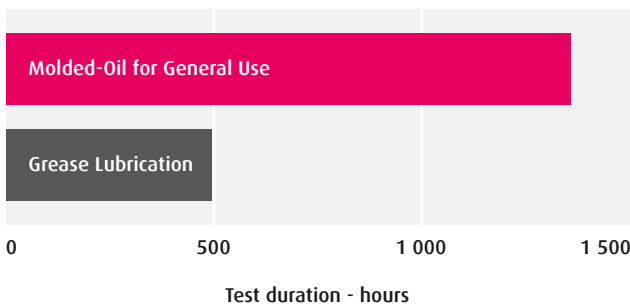 Molded-Oil for General Use
Grease Lubrication
0 500 1 000 1 500
Test duration - hours